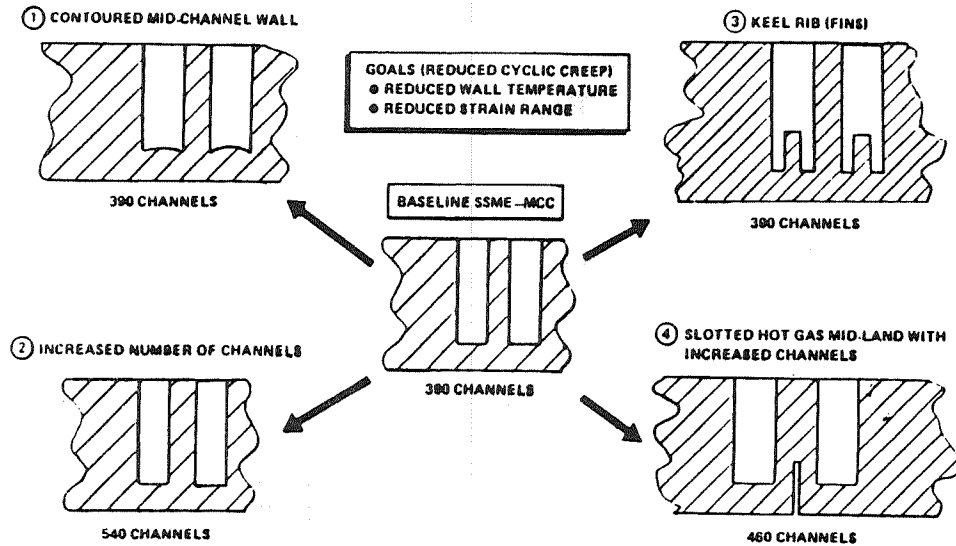 1 CONTOURED MID-CHANNEL WALL
390 CHANNELS
GOALS (REDUCED CYCLIC CREEP)
● REDUCED WALL TEMPERATURE
● REDUCED STRAIN RANGE
3 KEEL RIB (FINS)
390 CHANNELS
BASELINE SSME–MCC
390 CHANNELS
2 INCREASED NUMBER OF CHANNELS
540 CHANNELS
4 SLOTTED HOT GAS MID-LAND WITH
INCREASED CHANNELS
460 CHANNELS